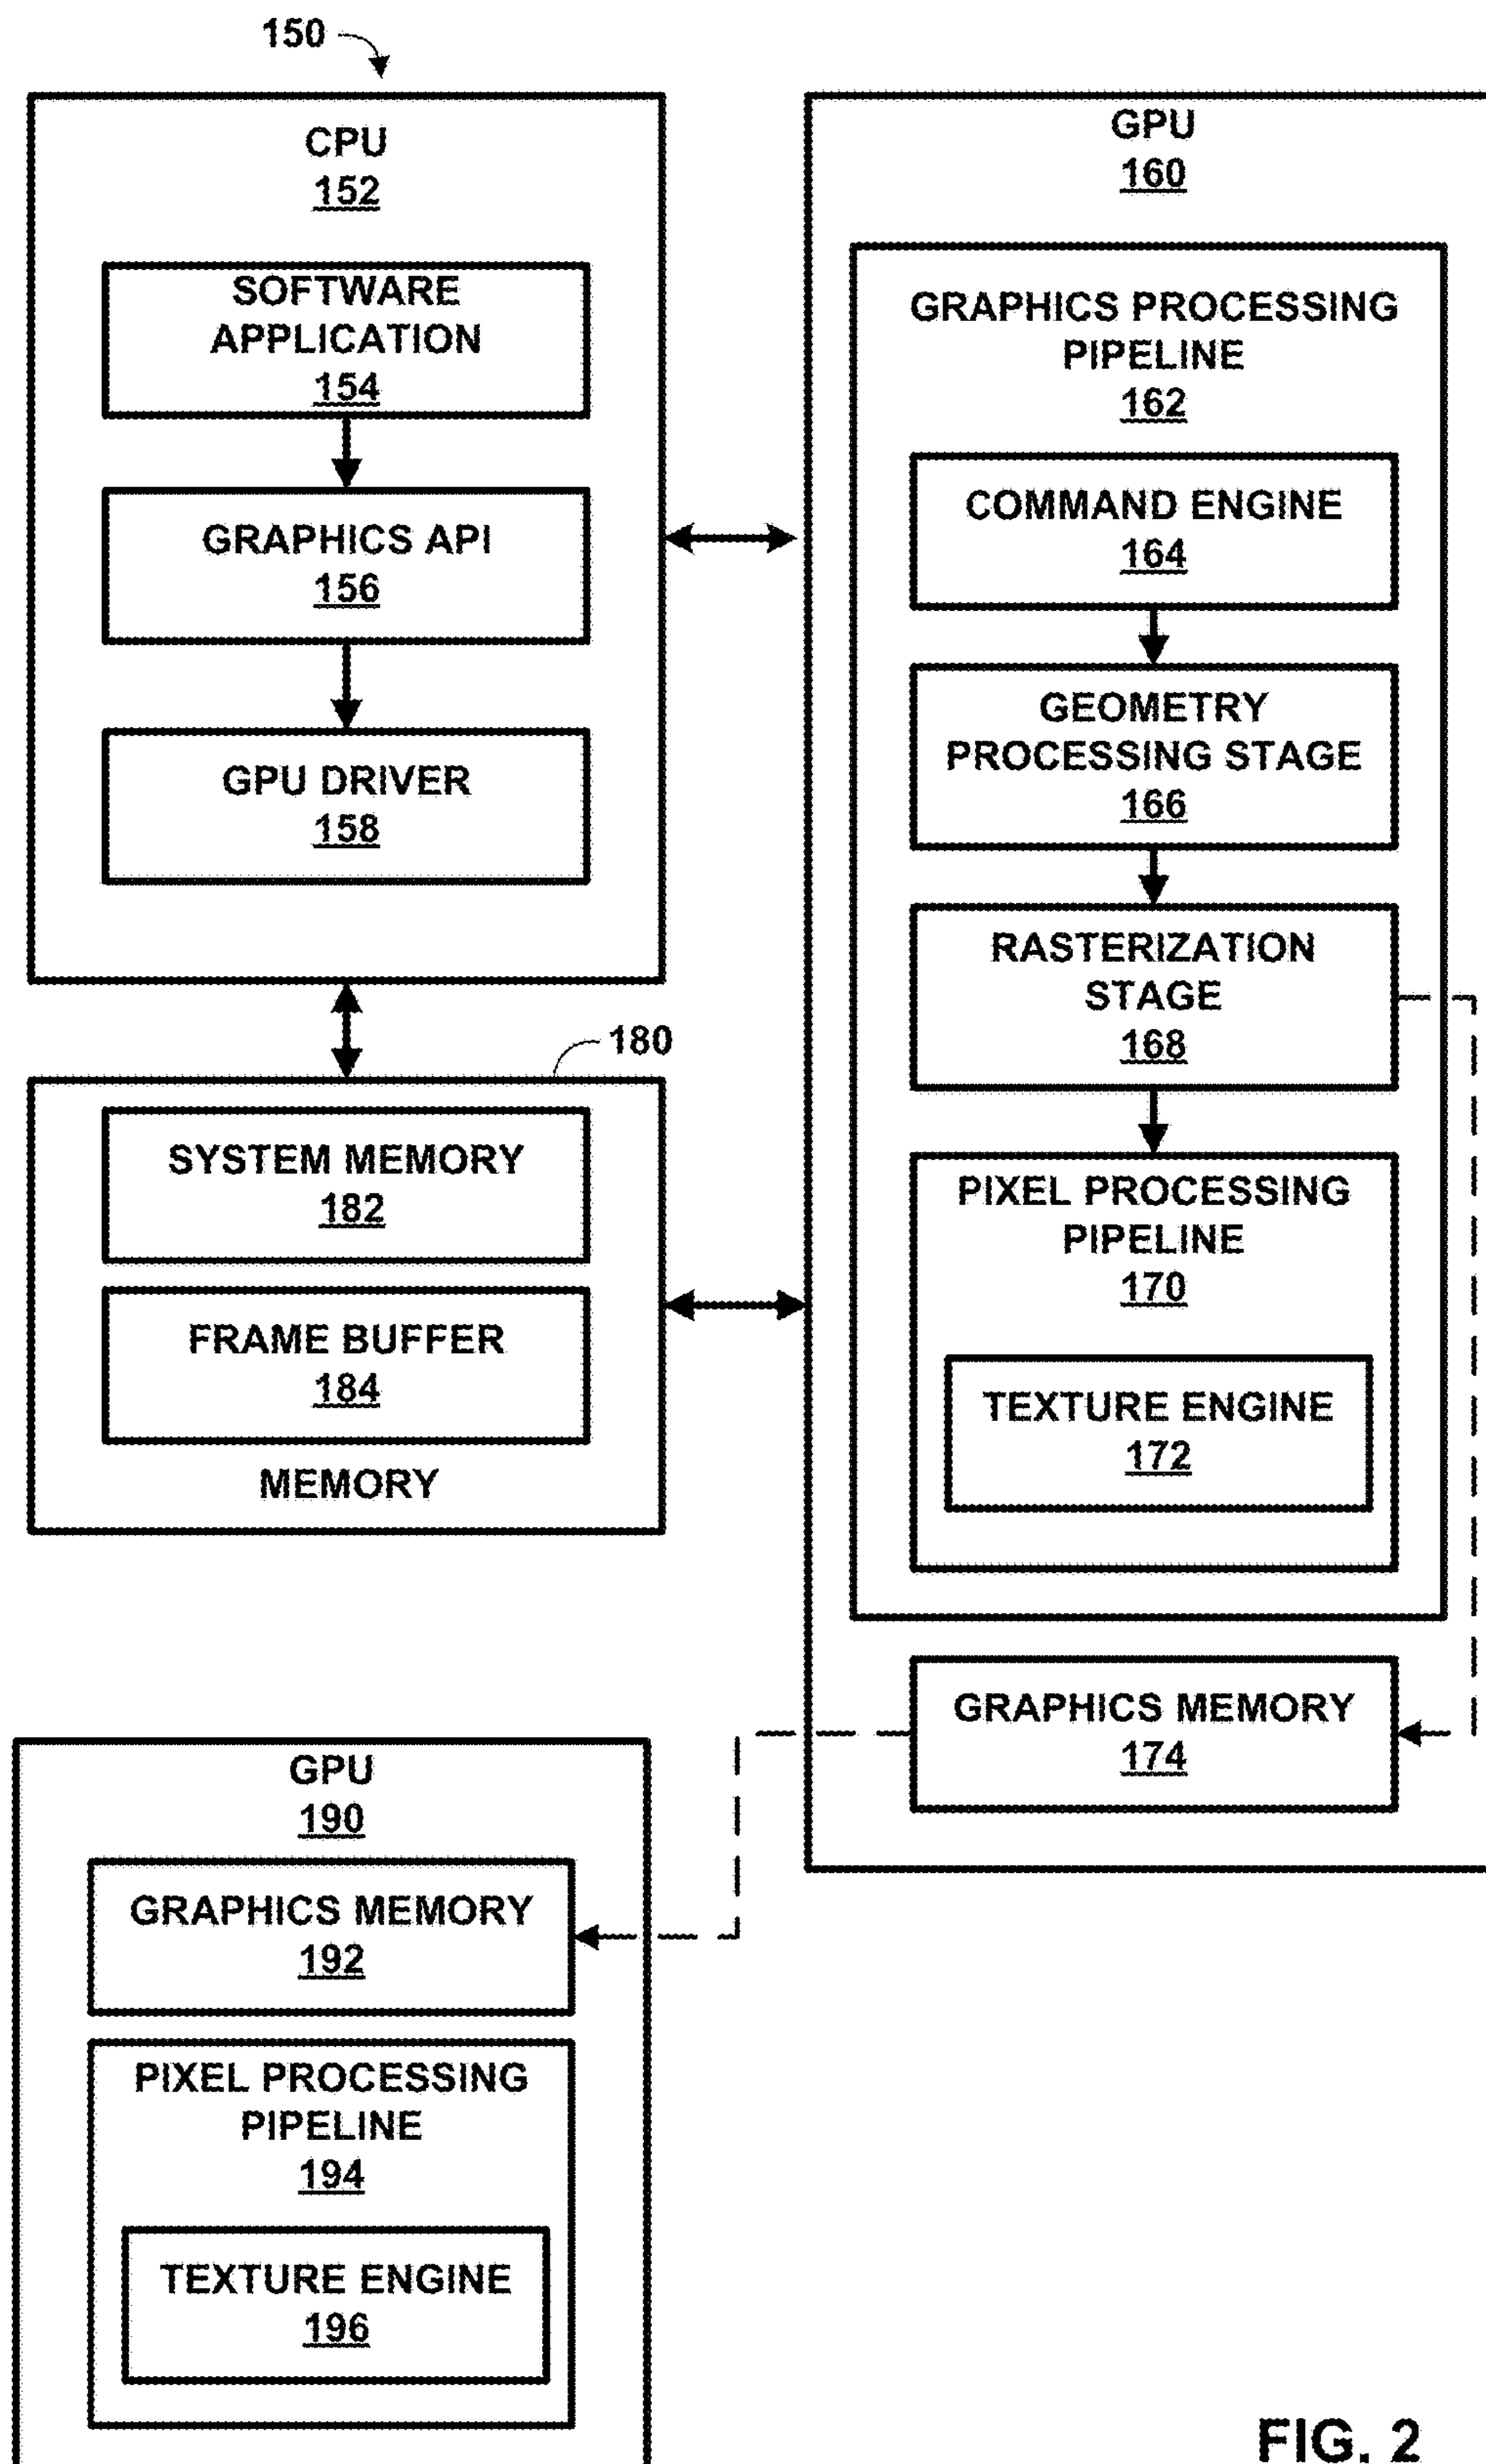 150
CPU
152
SOFTWARE
APPLICATION
154
GRAPHICS API
156
GPU DRIVER
158
180
SYSTEM MEMORY
182
FRAME BUFFER
184
MEMORY
GPU
160
GRAPHICS PROCESSING
PIPELINE
162
COMMAND ENGINE
164
GEOMETRY
PROCESSING STAGE
166
RASTERIZATION
STAGE
168
PIXEL PROCESSING
PIPELINE
170
TEXTURE ENGINE
172
GRAPHICS MEMORY
174
GPU
190
GRAPHICS MEMORY
192
PIXEL PROCESSING
PIPELINE
194
TEXTURE ENGINE
196
FIG. 2